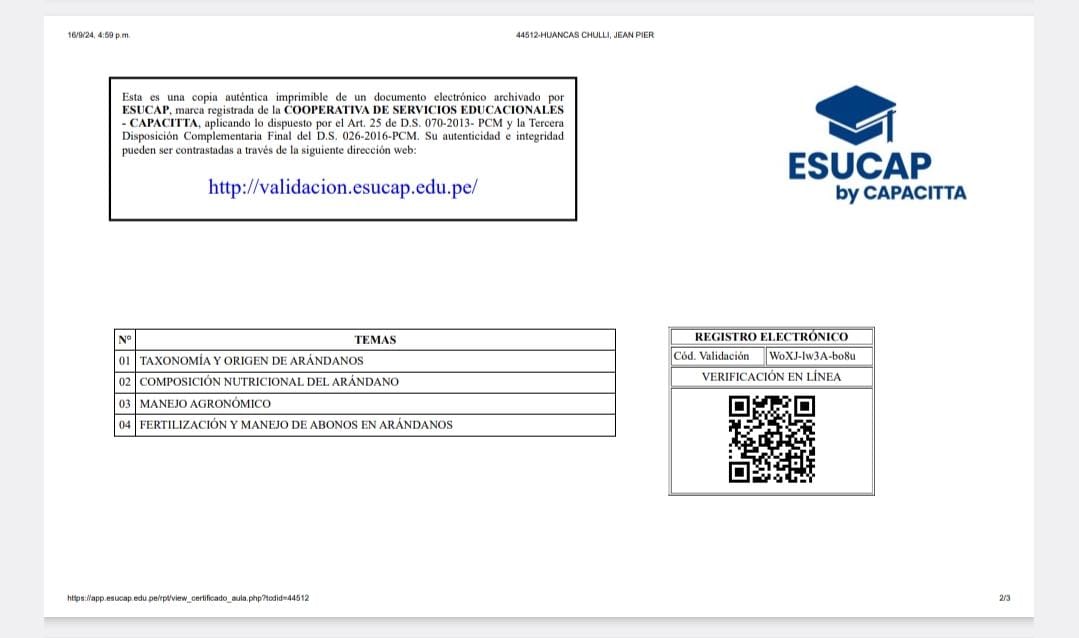 16/9/24, 4:59 p.m.
44512-HUANCAS CHULLI, JEAN PIER
Esta es una copia auténtica imprimible de un documento electrónico archivado por
ESUCAP, marca registrada de la COOPERATIVA DE SERVICIOS EDUCACIONALES
- CAPACITTA, aplicando lo dispuesto por el Art. 25 de D.S. 070-2013- PCM y la Tercera
Disposición Complementaria Final del D.S. 026-2016-PCM. Su autenticidad e integridad
pueden ser contrastadas a través de la siguiente dirección web:
http://validacion.esucap.edu.pe/
ESUCAP
by CAPACITTA
Nº TEMAS
01 TAXONOMÍA Y ORIGEN DE ARÁNDANOS
02 COMPOSICIÓN NUTRICIONAL DEL ARÁNDANO
03 MANEJO AGRONÓMICO
04 FERTILIZACIÓN Y MANEJO DE ABONOS EN ARÁNDANOS
REGISTRO ELECTRÓNICO
Cód. Validación WoXJ-lw3A-bo8u
VERIFICACIÓN EN LÍNEA
https://app.esucap.edu.pe/rpt/view_certificado_aula.php?todid=44512
2/3